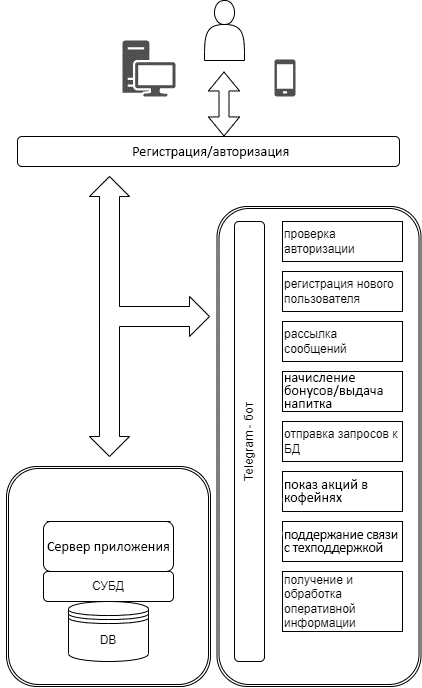 Регистрация/авторизация
Telegram - бот
проверка
авторизации
регистрация нового
пользователя
рассылка
сообщений
начисление
бонусов/выдача
напитка
отправка запросов к
БД
показ акций в
кофейнях
поддержание связи
с техподдержкой
получение и
обработка
оперативной
информации
Сервер приложения
СУБД
DB